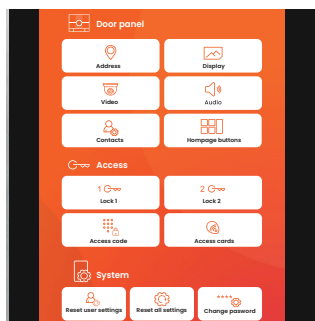 Door panel
Address
Display
Video
Audio
Contacts
Hompage buttons
Access
1
2
Lock 1
Lock 2
Access code
Access cards
System
****
Reset user settings
Reset all settings
Change pasword